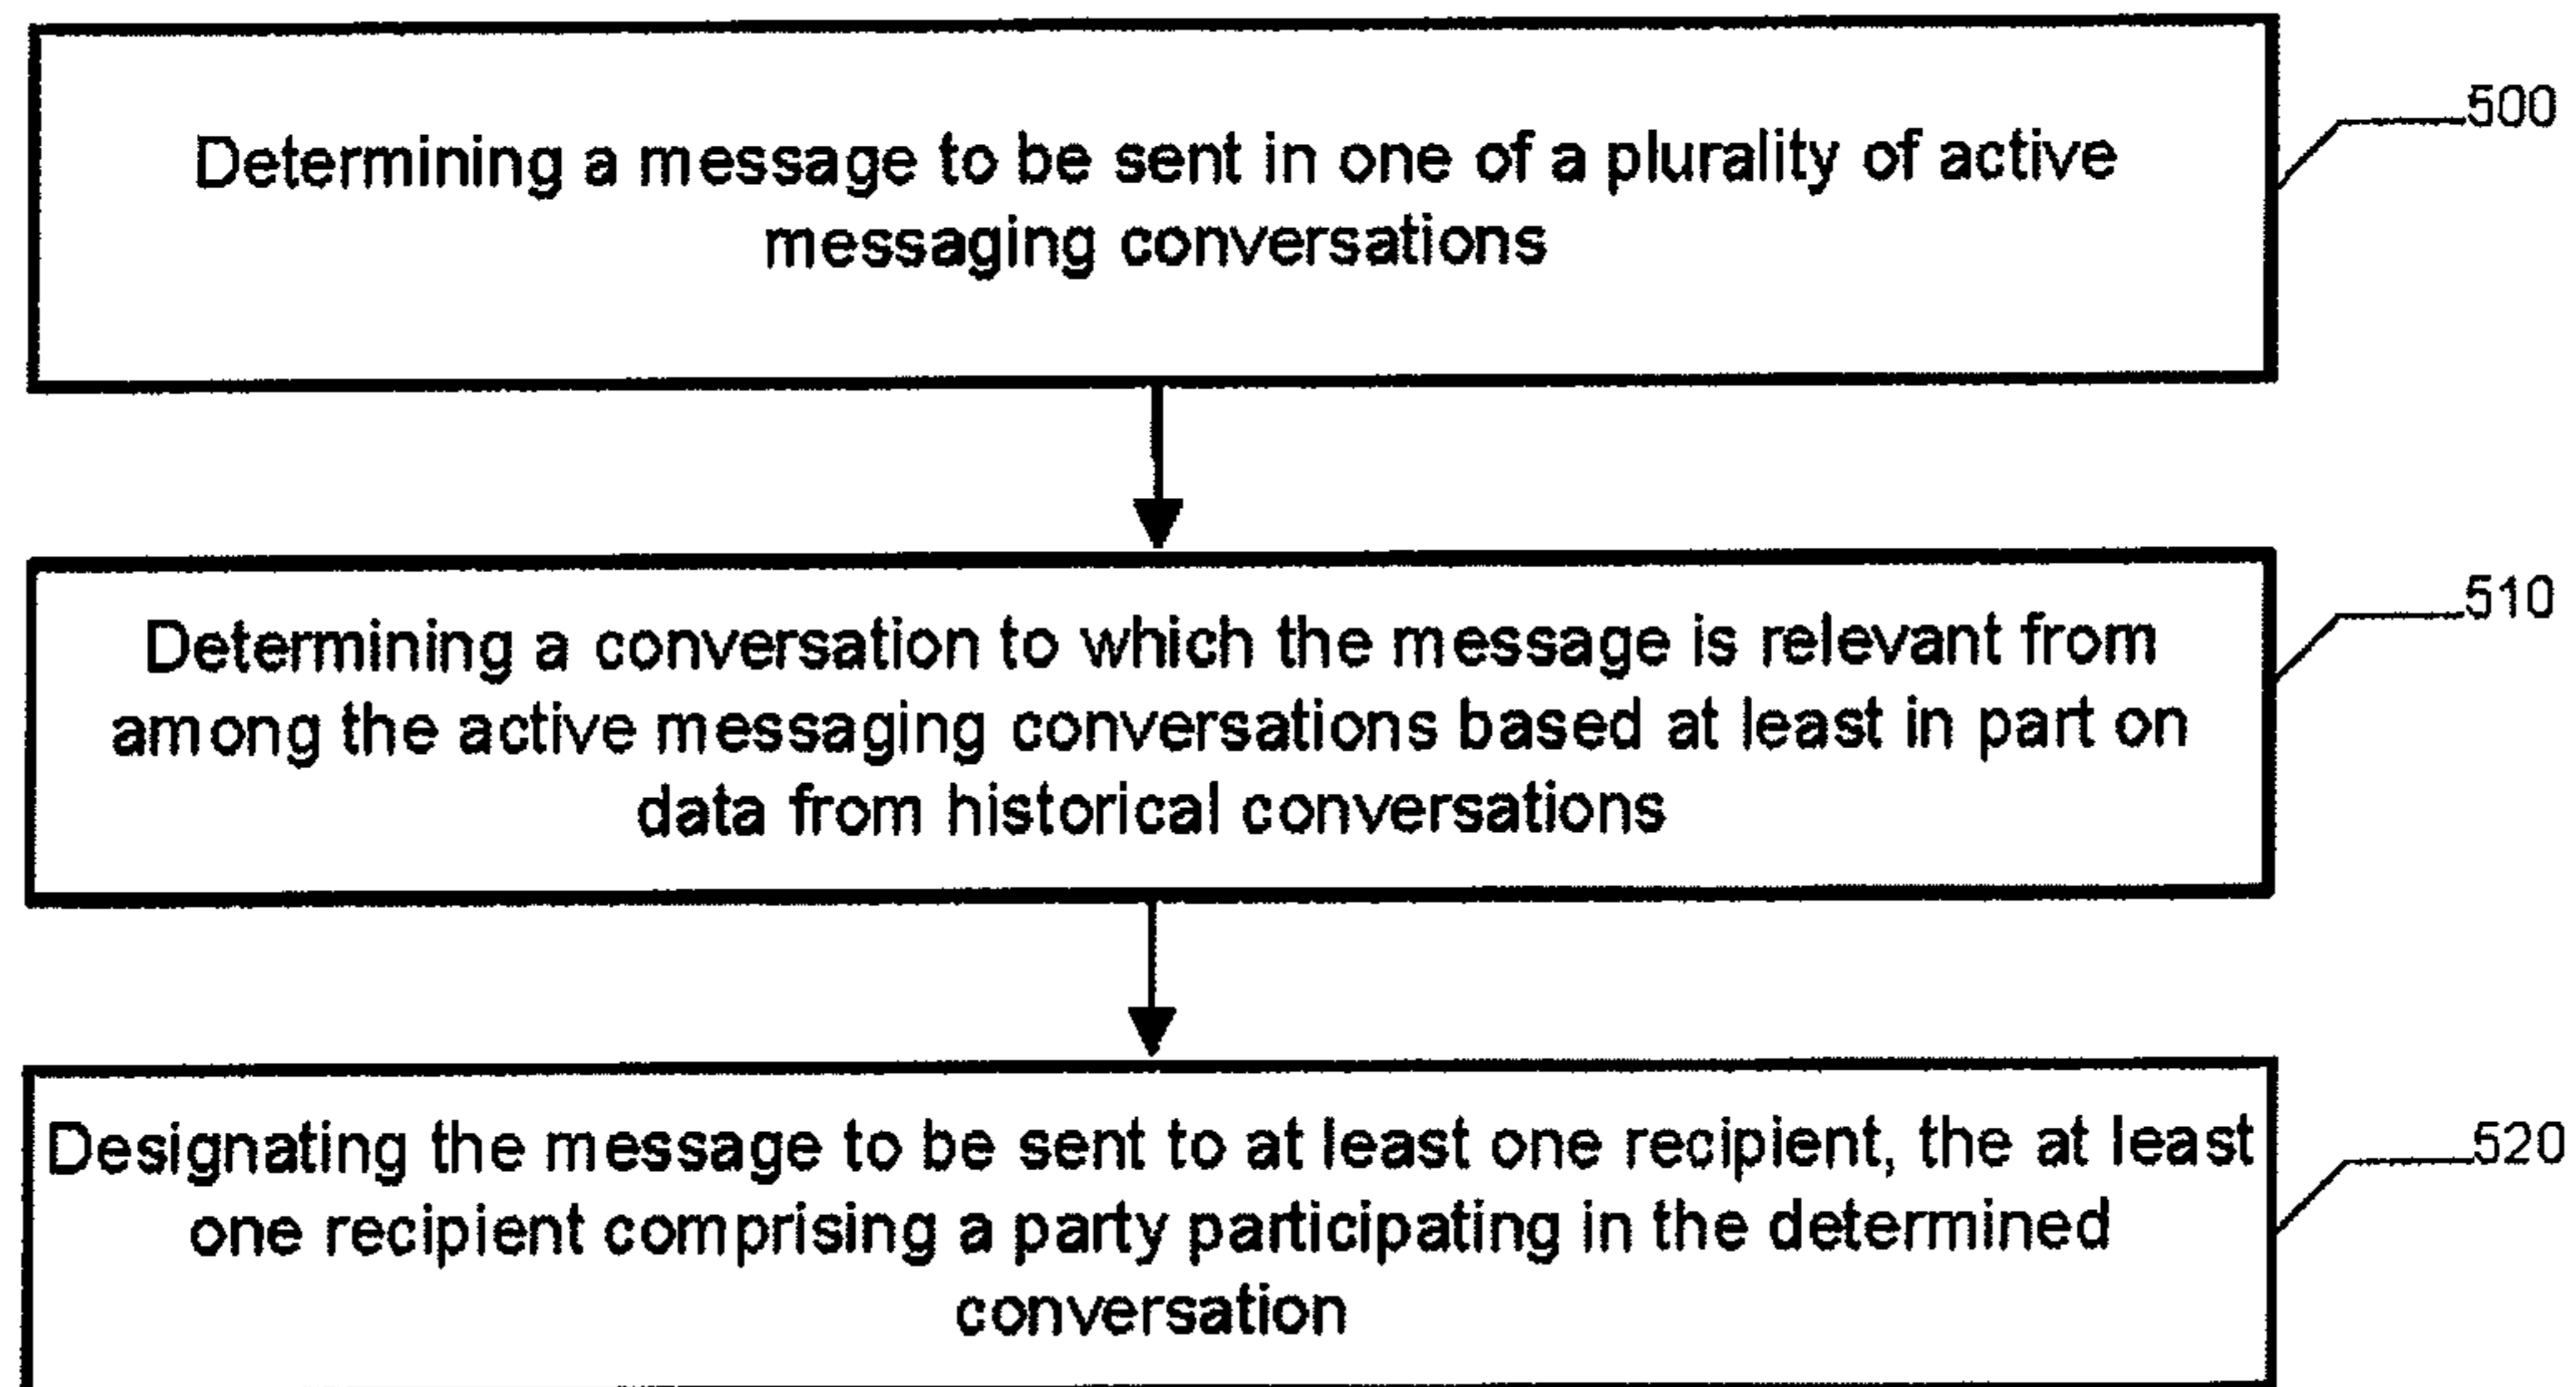 Determining a message to be sent in one of a plurality of active
messaging conversations
500
Determining a conversation to which the message is relevant from
among the active messaging conversations based at least in part on
data from historical conversations
510
Designating the message to be sent to at least one recipient, the at least
one recipient comprising a party participating in the determined
conversation
520